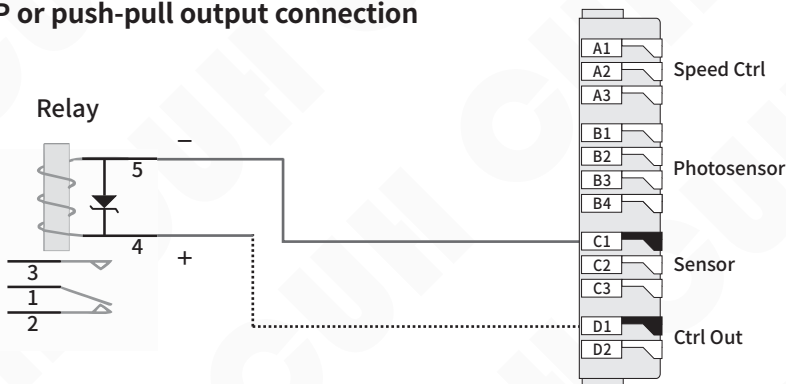 P or push-pull output connection
Relay
−
5
4
+
3
1
2
A1
A2
A3
Speed Ctrl
B1
B2
B3
B4
Photosensor
C1
C2
C3
Sensor
D1
D2
Ctrl Out
CUH